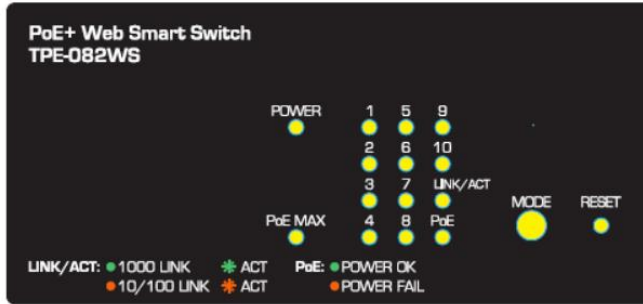 PoE+ Web Smart Switch
TPE-082WS
POWER 1 5 9
2 6 10
3 7 LINK/ACT
MODE RESET
PoE MAX 4 8 PoE
LINK/ACT: 1000 LINK ACT PoE: POWER OK
10/100 LINK ACT POWER FAIL